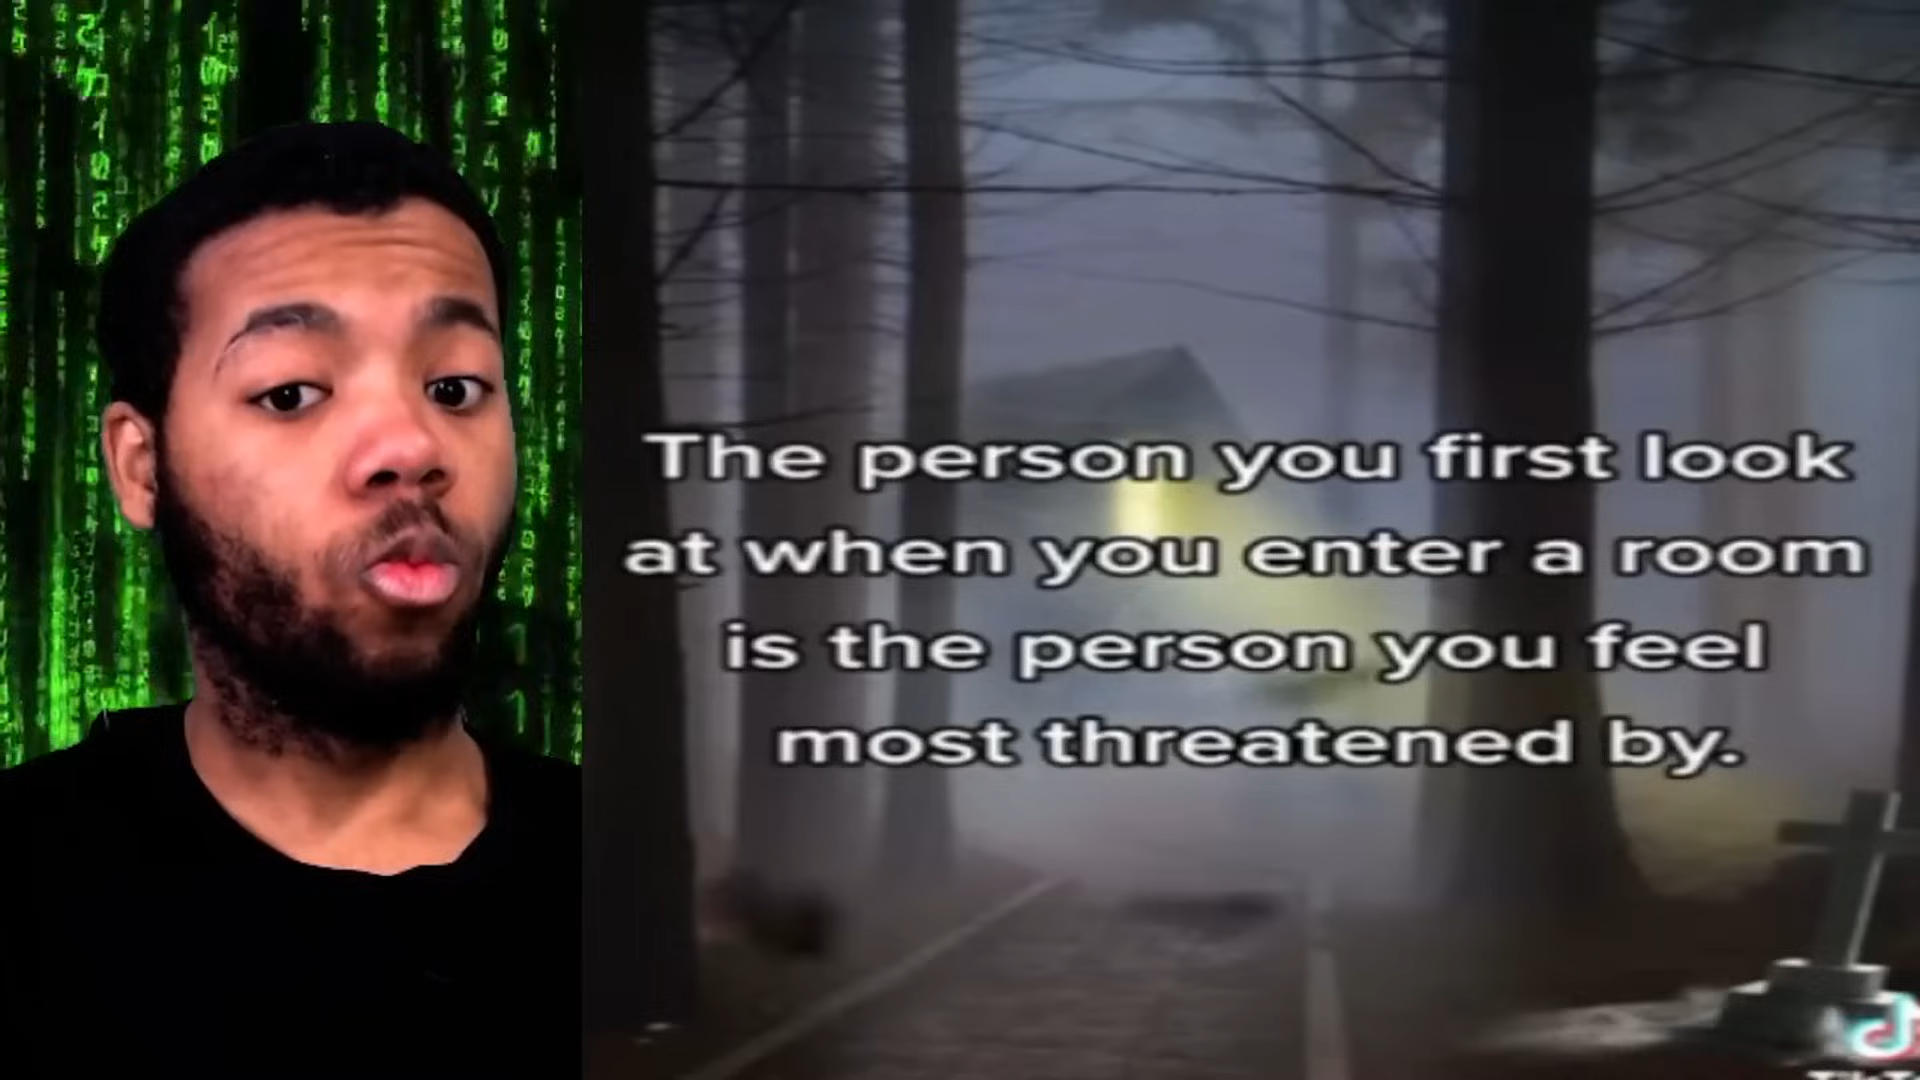 The person you first look
at when you enter a room
is the person you feel
most threatened by.